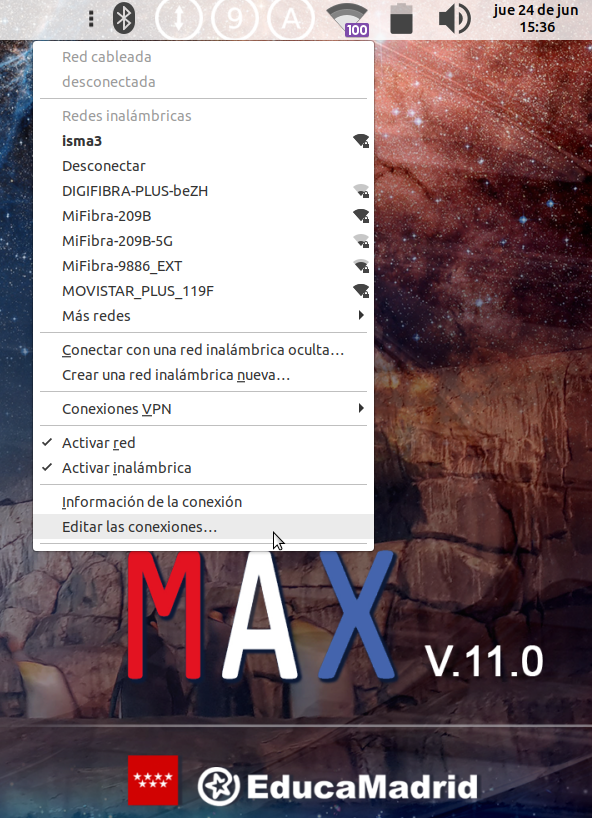 9
A
100
jue 24 de jun
15:36
Red cableada
desconectada
Redes inalámbricas
isma3
Desconectar
DIGIFIBRA-PLUS-beZH
MiFibra-209B
MiFibra-209B-5G
MiFibra-9886_EXT
MOVISTAR_PLUS_119F
Más redes
Conectar con una red inalámbrica oculta…
Crear una red inalámbrica nueva…
Conexiones VPN
Activar red
Activar inalámbrica
Información de la conexión
Editar las conexiones…
MAX
V.11.0
EducaMadrid